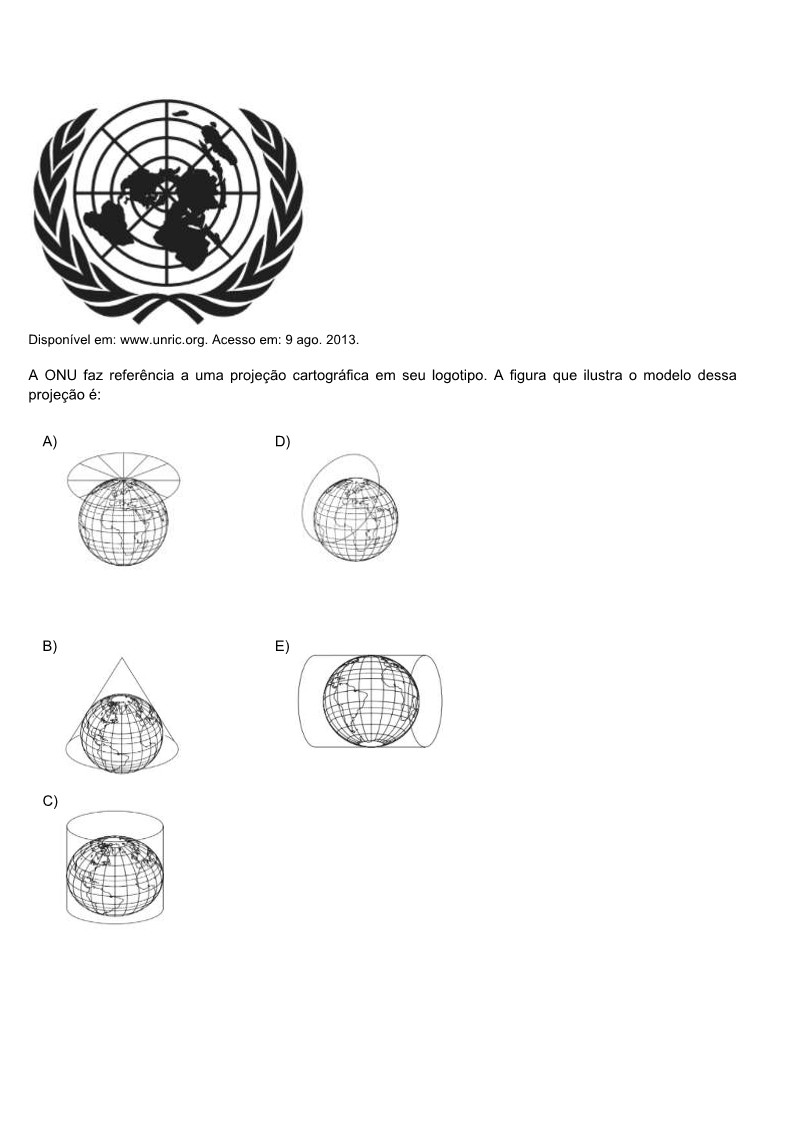 Disponível em: www.unric.org. Acesso em: 9 ago. 2013.
A ONU faz referência a uma projeção cartográfica em seu logotipo. A figura que ilustra o modelo dessa
projeção é:
A)
D)
B)
E)
C)